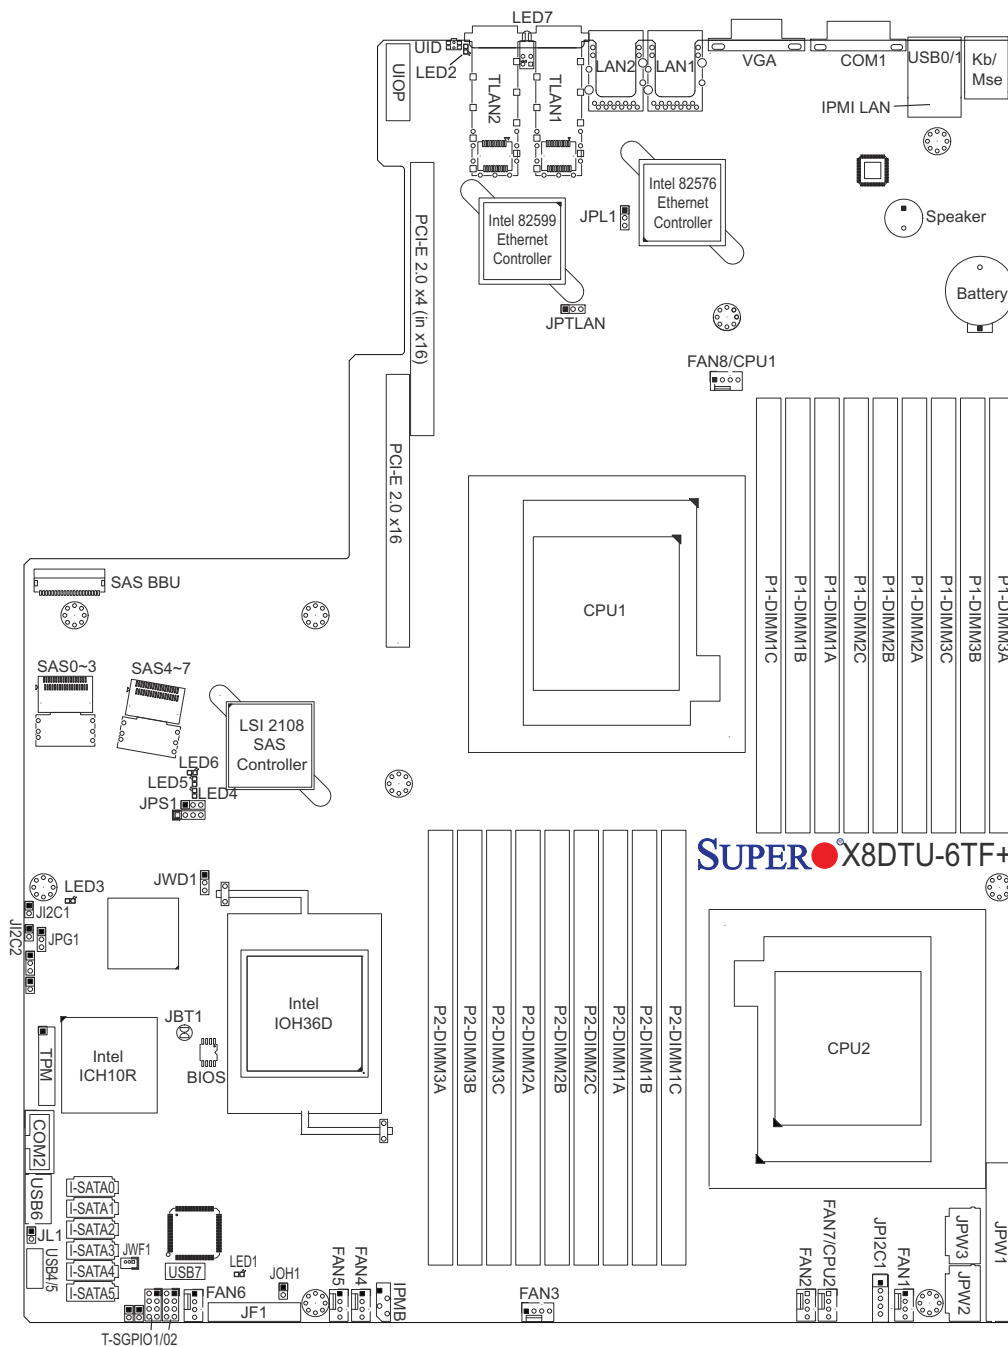 LED7
UID
LED2
UIOP
TLAN2
TLAN1
LAN2
LAN1
VGA
COM1
USB0/1
Kb/
Mse
IPMI LAN
Intel 82599
Ethernet
Controller
JPL1
Intel 82576
Ethernet
Controller
Speaker
Battery
JPTLAN
PCI-E 2.0 x4 (in x16)
FAN8/CPU1
PCI-E 2.0 x16
CPU1
P1-DIMM1C
P1-DIMM1B
P1-DIMM1A
P1-DIMM2C
P1-DIMM2B
P1-DIMM2A
P1-DIMM3C
P1-DIMM3B
P1-DIMM3A
SAS BBU
SAS0~3
SAS4~7
LSI 2108
SAS
Controller
LED6
LED5
LED4
JPS1
SUPER X8DTU-6TF+
JWD1
LED3
JI2C1
JI2C2
JPG1
Intel
IOH36D
JBT1
BIOS
Intel
ICH10R
TPM
P2-DIMM3A
P2-DIMM3B
P2-DIMM3C
P2-DIMM2A
P2-DIMM2B
P2-DIMM2C
P2-DIMM1A
P2-DIMM1B
P2-DIMM1C
CPU2
COM2
USB6
JL1
USB4/5
I-SATA0
I-SATA1
I-SATA2
I-SATA3
I-SATA4
I-SATA5
JWF1
USB7
LED1
JOH1
FAN6
JF1
FAN5
FAN4
IPMB
FAN3
FAN2
FAN7/CPU2
JPI2C1
FAN1
JPW3
JPW2
JPW1
T-SGPIO1/02